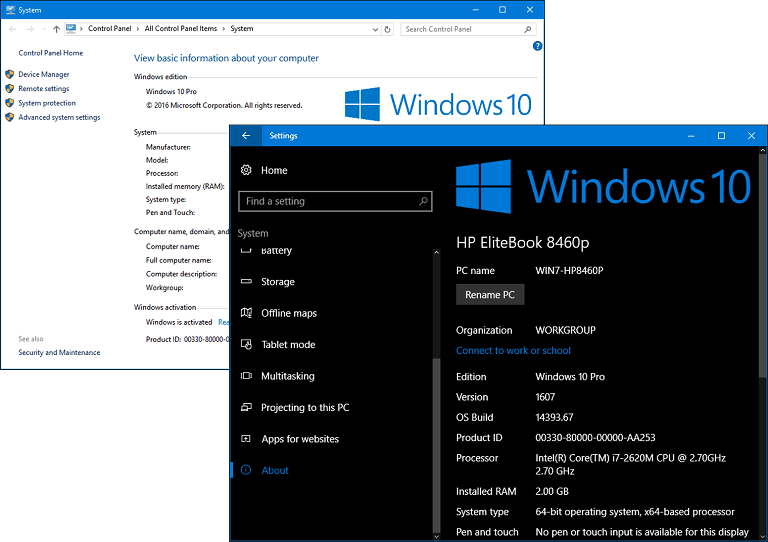 System
Control Panel
All Control Panel Items
System
Search Control Panel
Control Panel Home
Device Manager
Remote settings
System protection
Advanced system settings
See also
Security and Maintenance
View basic information about your computer
Windows edition
Windows 10 Pro
© 2016 Microsoft Corporation. All rights reserved.
Windows 10
System
Manufacturer:
Model:
Processor:
Installed memory (RAM):
System type:
Pen and Touch:
Computer name, domain, and
Computer name:
Full computer name:
Computer description:
Workgroup:
Windows activation
Windows is activated Rea
Product ID: 00330-80000-0
Settings
Home
Find a setting
System
Battery
Storage
Offline maps
Tablet mode
Multitasking
Projecting to this PC
Apps for websites
About
Windows 10
HP EliteBook 8460p
PC name WIN7-HP8460P
Rename PC
Organization WORKGROUP
Connect to work or school
Edition Windows 10 Pro
Version 1607
OS Build 14393.67
Product ID 00330-80000-00000-AA253
Processor Intel(R) Core(TM) i7-2620M CPU @ 2.70GHz
2.70 GHz
Installed RAM 2.00 GB
System type 64-bit operating system, x64-based processor
Pen and touch No pen or touch input is available for this display